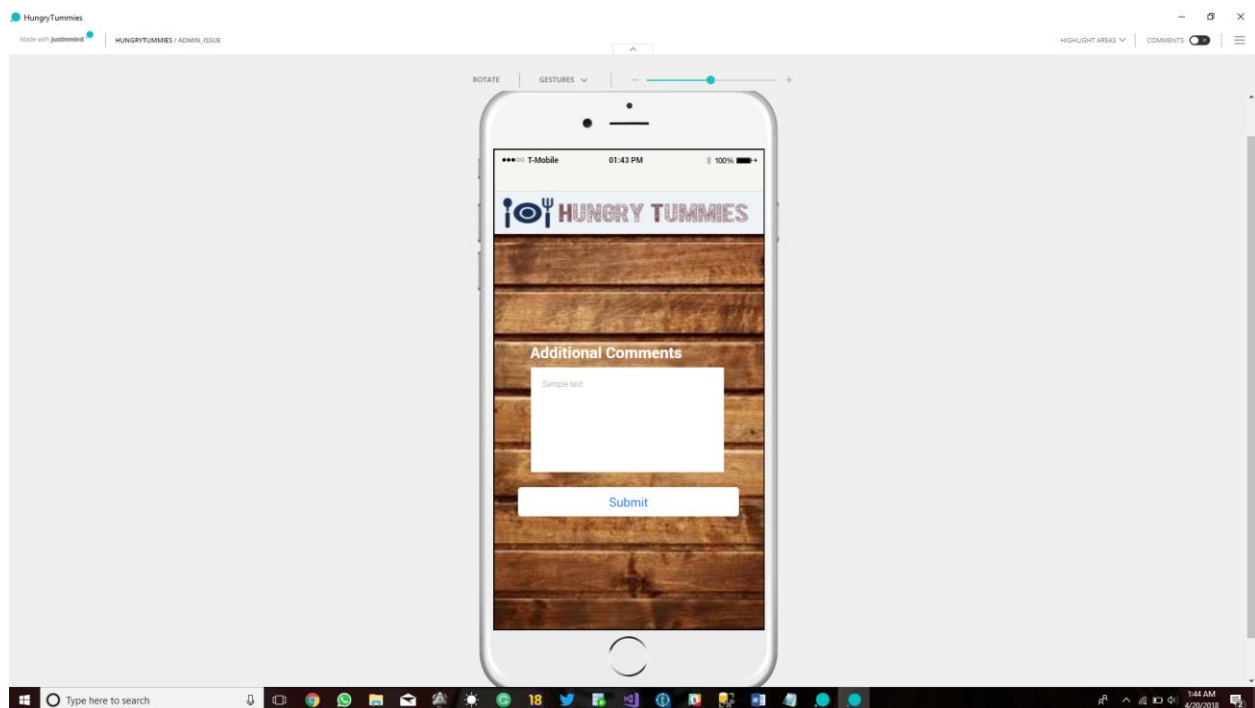 HungryTummies
Made with justinmind HUNGRYTUMMIES / ADMIN_ISSUE HIGHLIGHT AREAS COMMENTS
ROTATE GESTURES
T-Mobile 01:43 PM 100%
HUNGRY TUMMIES
Additional Comments
Sample text
Submit
Type here to search 18 1:44 AM
4/20/2018